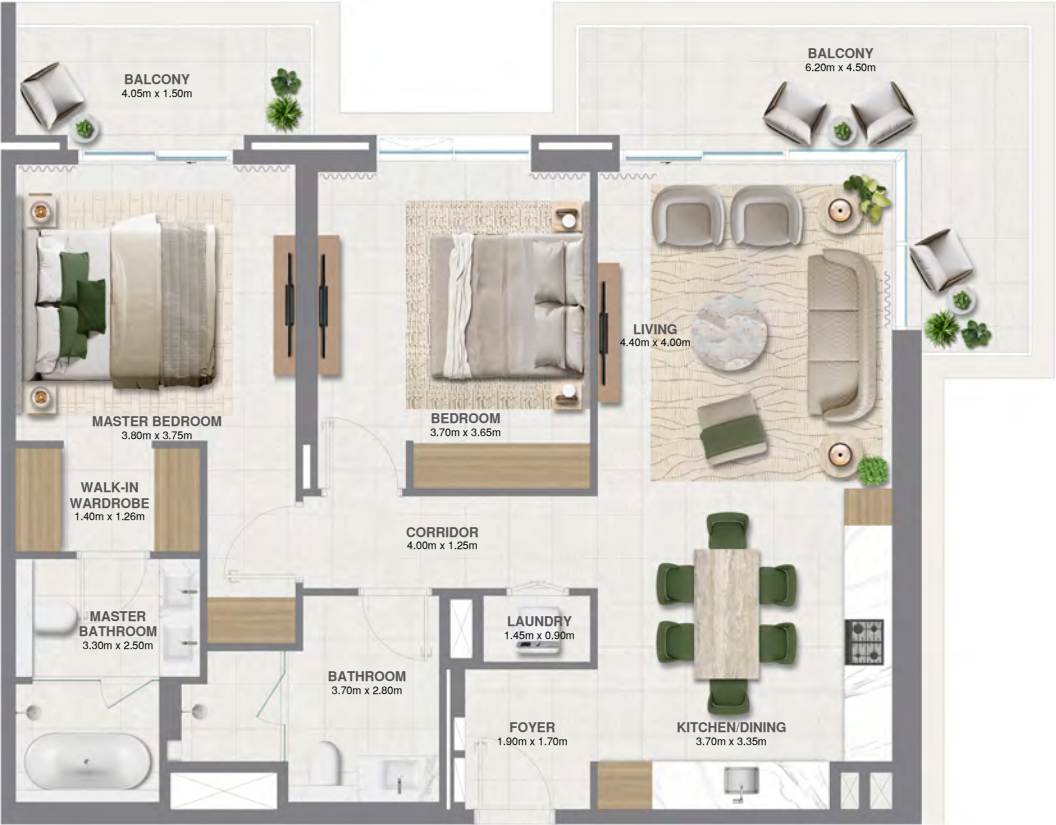 BALCONY
4.05m x 1.50m
BALCONY
6.20m x 4.50m
LIVING
4.40m x 4.00m
MASTER BEDROOM
3.80m x 3.75m
BEDROOM
3.70m x 3.65m
WALK-IN
WARDROBE
1.40m x 1.26m
CORRIDOR
4.00m x 1.25m
MASTER
BATHROOM
3.30m x 2.50m
LAUNDRY
1.45m x 0.90m
BATHROOM
3.70m x 2.80m
FOYER
1.90m x 1.70m
KITCHEN/DINING
3.70m x 3.35m